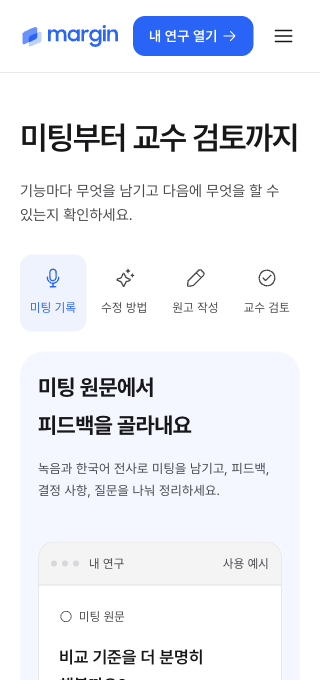 margin
내 연구 열기 →
미팅부터 교수 검토까지
기능마다 무엇을 남기고 다음에 무엇을 할 수
있는지 확인하세요.
미팅 기록
수정 방법
원고 작성
교수 검토
미팅 원문에서
피드백을 골라내요
녹음과 한국어 전사로 미팅을 남기고, 피드백,
결정 사항, 질문을 나눠 정리하세요.
내 연구
사용 예시
미팅 원문
비교 기준을 더 분명히